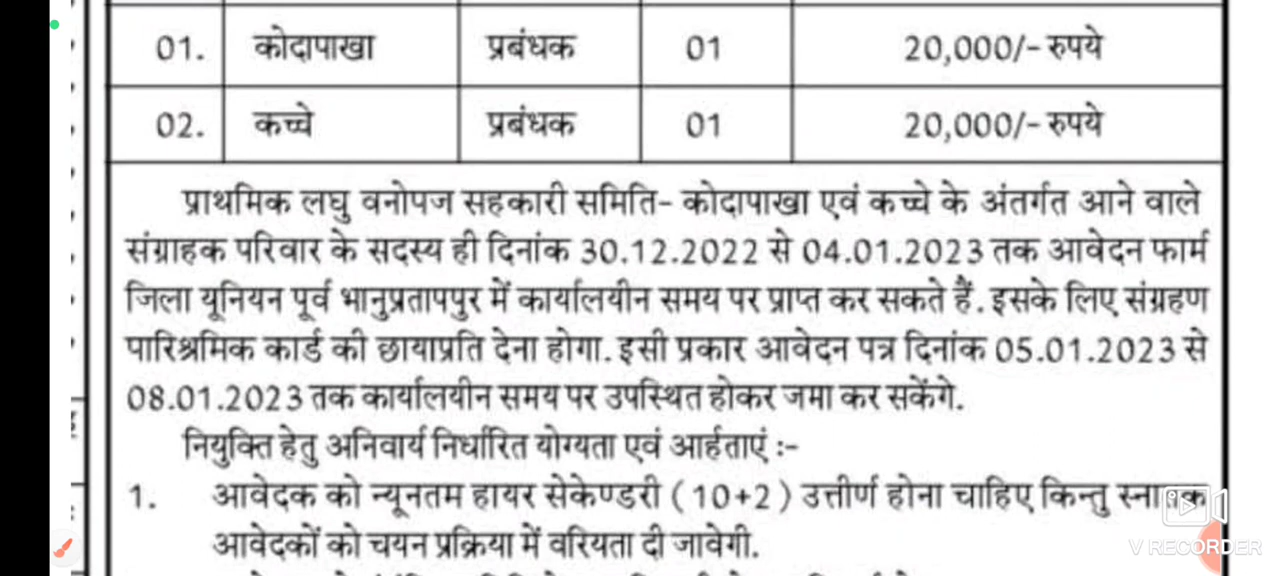 01. कोदापाखा प्रबंधक 01 20,000/- रुपये
02. कच्चे प्रबंधक 01 20,000/- रुपये
प्राथमिक लघु वनोपज सहकारी समिति- कोदापाखा एवं कच्चे के अंतर्गत आने वाले
संग्राहक परिवार के सदस्य ही दिनांक 30.12.2022 से 04.01.2023 तक आवेदन फार्म
जिला यूनियन पूर्व भानुप्रतापपुर में कार्यालयीन समय पर प्राप्त कर सकते हैं. इसके लिए संग्रहण
पारिश्रमिक कार्ड की छायाप्रति देना होगा. इसी प्रकार आवेदन पत्र दिनांक 05.01.2023 से
08.01.2023 तक कार्यालयीन समय पर उपस्थित होकर जमा कर सकेंगे.
नियुक्ति हेतु अनिवार्य निर्धारित योग्यता एवं आर्हताएं :-
1. आवेदक को न्यूनतम हायर सेकेण्डरी (10+2) उत्तीर्ण होना चाहिए किन्तु स्नातक
आवेदकों को चयन प्रक्रिया में वरियता दी जावेगी.
V RECORDER